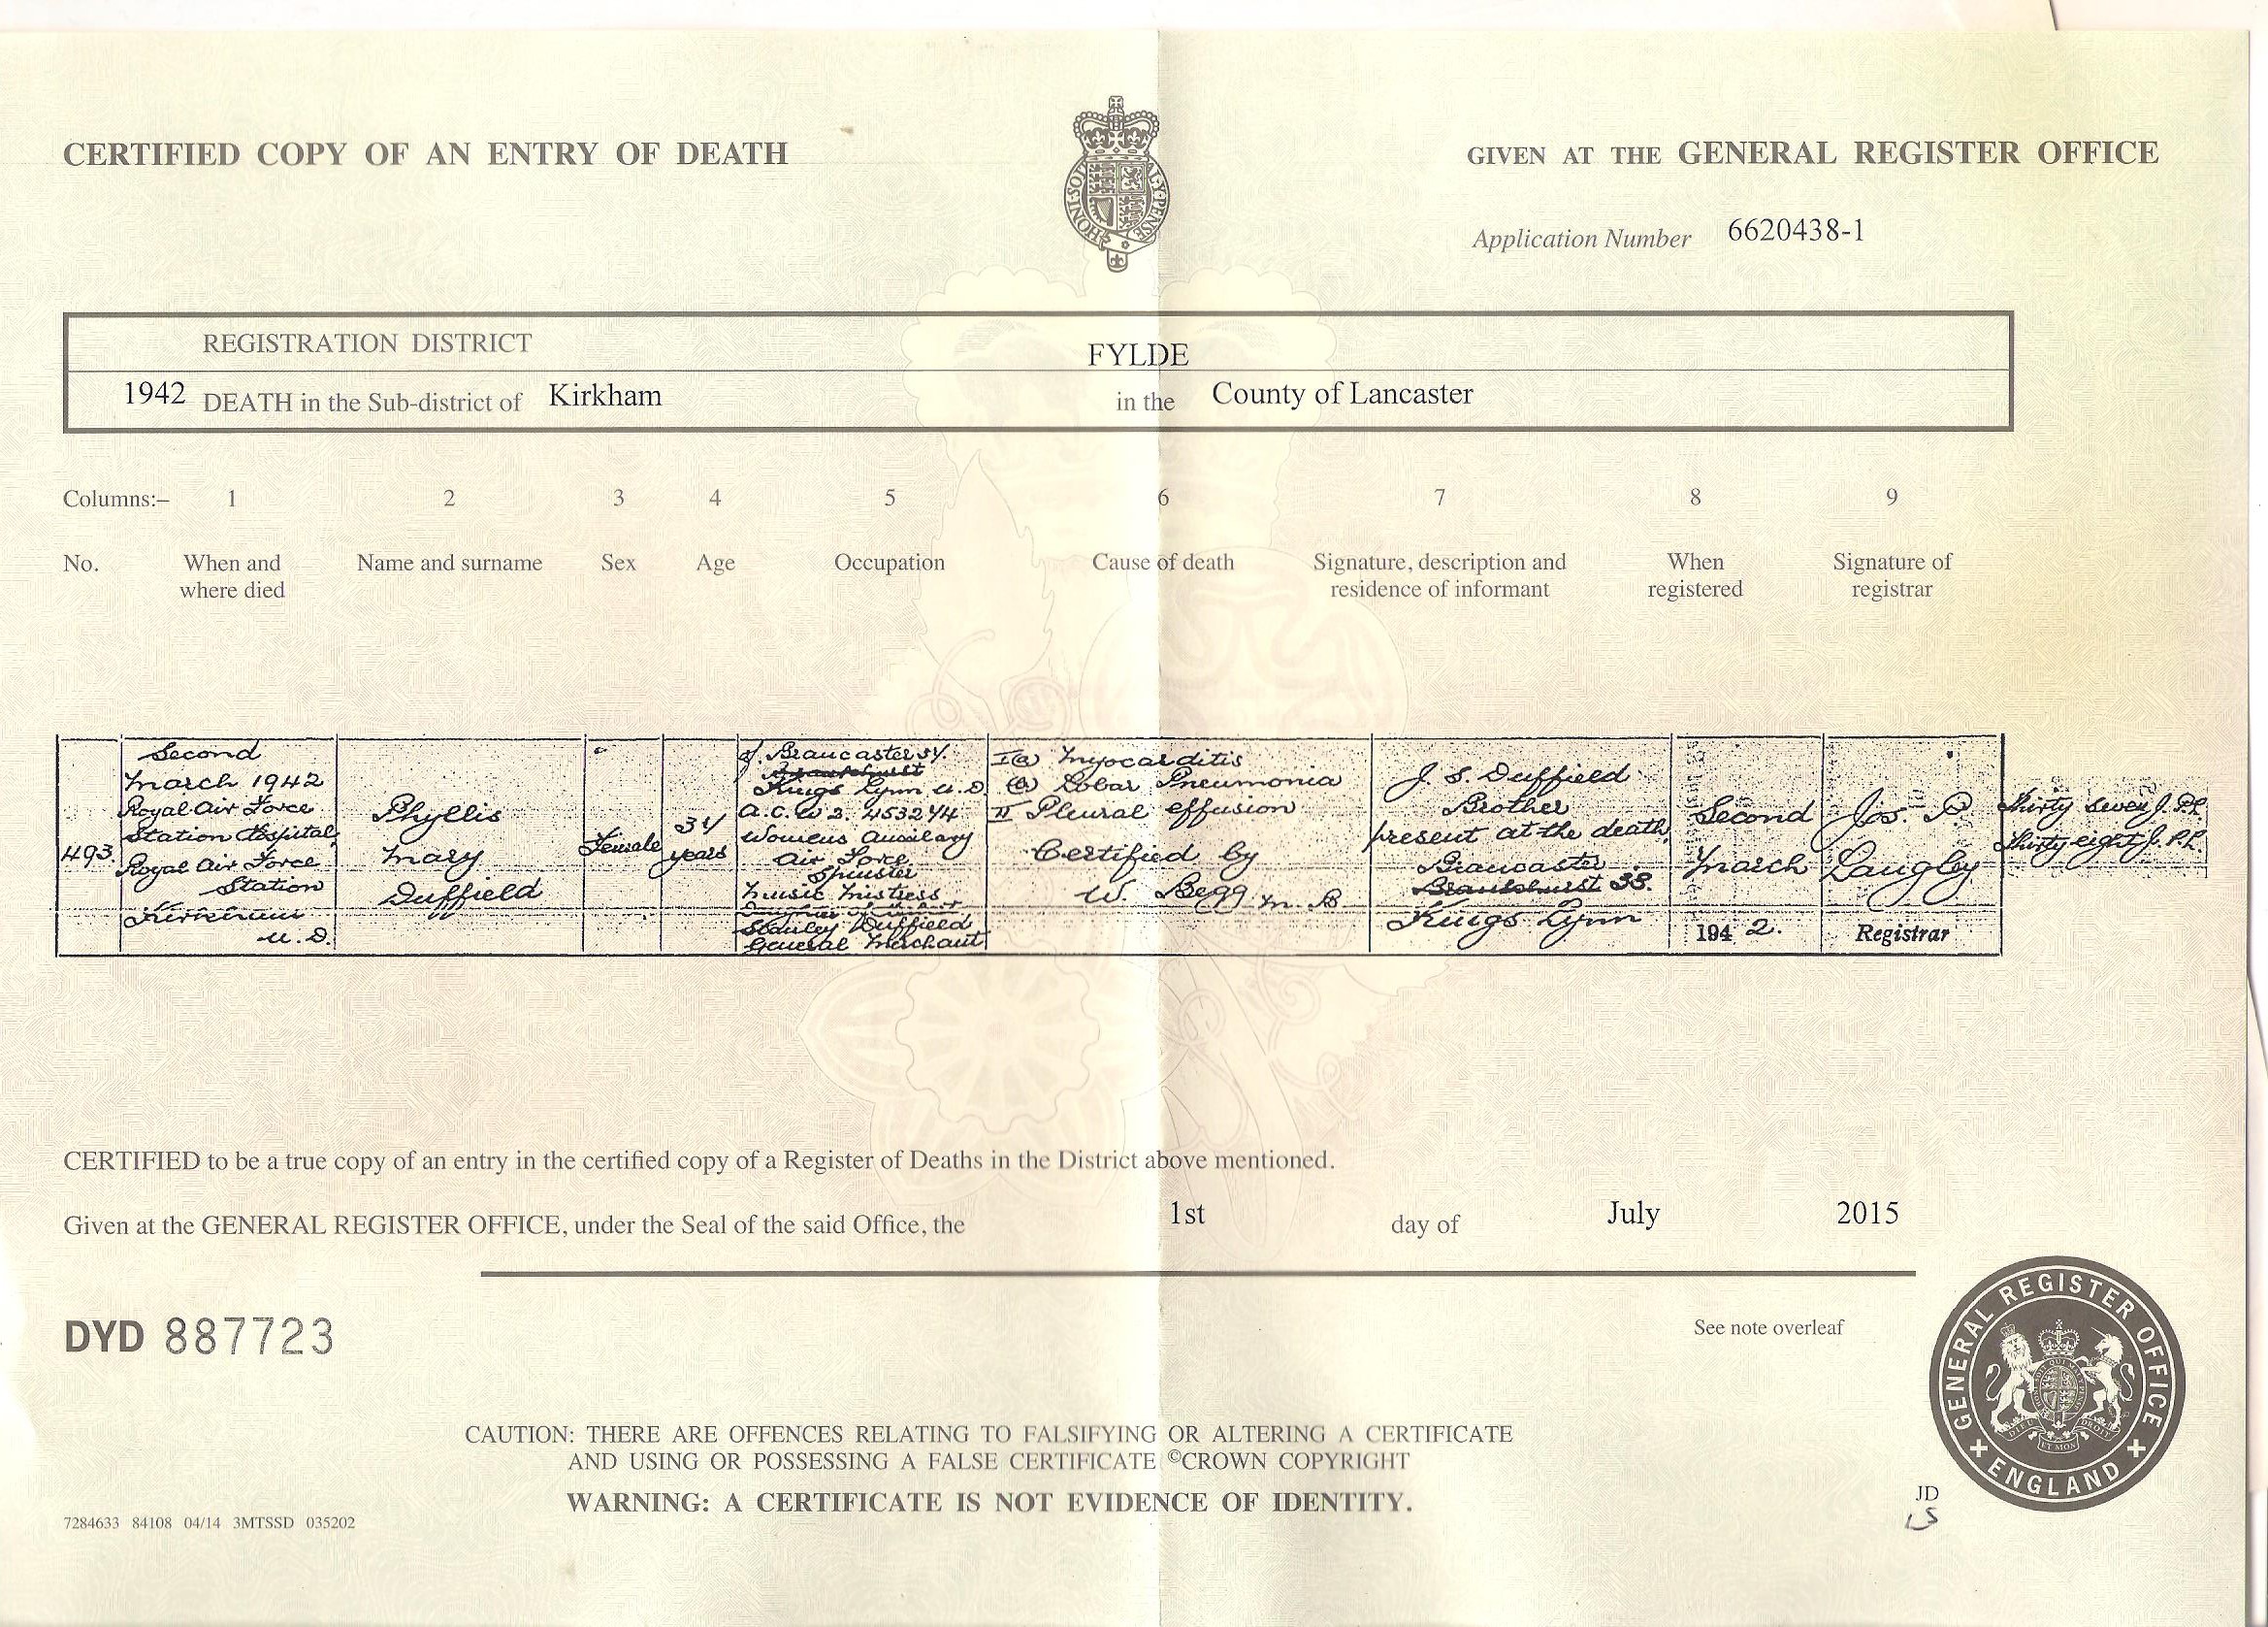 CERTIFIED COPY OF AN ENTRY OF DEATH
GIVEN AT THE GENERAL REGISTER OFFICE
Application Number 6620438-1
REGISTRATION DISTRICT FYLDE
1942 DEATH in the Sub-district of Kirkham in the County of Lancaster
Columns:– 1 2 3 4 5 6 7 8 9
No. When and where died Name and surname Sex Age Occupation Cause of death Signature, description and residence of informant When registered Signature of registrar
493
Second
March 1942
Royal Air Force
Station Hospital,
Royal Air Force
Station
Kirkham
U. D.
Phyllis
Mary
Duffield
Female
34
years
of Brancaster
Kings Lynn U. D.
A.C.W 2. 453244
Womens Auxiliary
Air Force
Spinster
Music Mistress
Stanley Duffield
General Merchant
I (a) Myocarditis
(b) Lobar Pneumonia
II Pleural effusion
Certified by
W. Begg M. B.
J. S. Duffield
Brother
present at the death
Brancaster
Kings Lynn
Second
March
1942.
Jos. P.
Langley
Registrar
Thirty seven J.P.L.
Thirty eight J.P.L.
CERTIFIED to be a true copy of an entry in the certified copy of a Register of Deaths in the District above mentioned.
Given at the GENERAL REGISTER OFFICE, under the Seal of the said Office, the 1st day of July 2015
DYD 887723
See note overleaf
GENERAL REGISTER OFFICE
ENGLAND
CAUTION: THERE ARE OFFENCES RELATING TO FALSIFYING OR ALTERING A CERTIFICATE
AND USING OR POSSESSING A FALSE CERTIFICATE ©CROWN COPYRIGHT
WARNING: A CERTIFICATE IS NOT EVIDENCE OF IDENTITY.
JD
7284633 84108 04/14 3MTSSD 035202